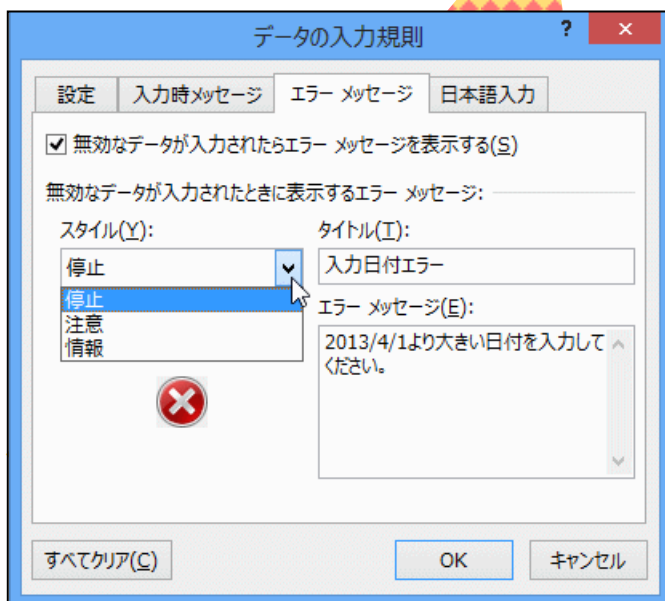 データの入力規則
?
×
設定
入力時メッセージ
エラー メッセージ
日本語入力
無効なデータが入力されたらエラー メッセージを表示する(S)
無効なデータが入力されたときに表示するエラー メッセージ:
スタイル(Y):
停止
停止
注意
情報
タイトル(T):
入力日付エラー
エラー メッセージ(E):
2013/4/1より大きい日付を入力して
ください。
すべてクリア(C)
OK
キャンセル